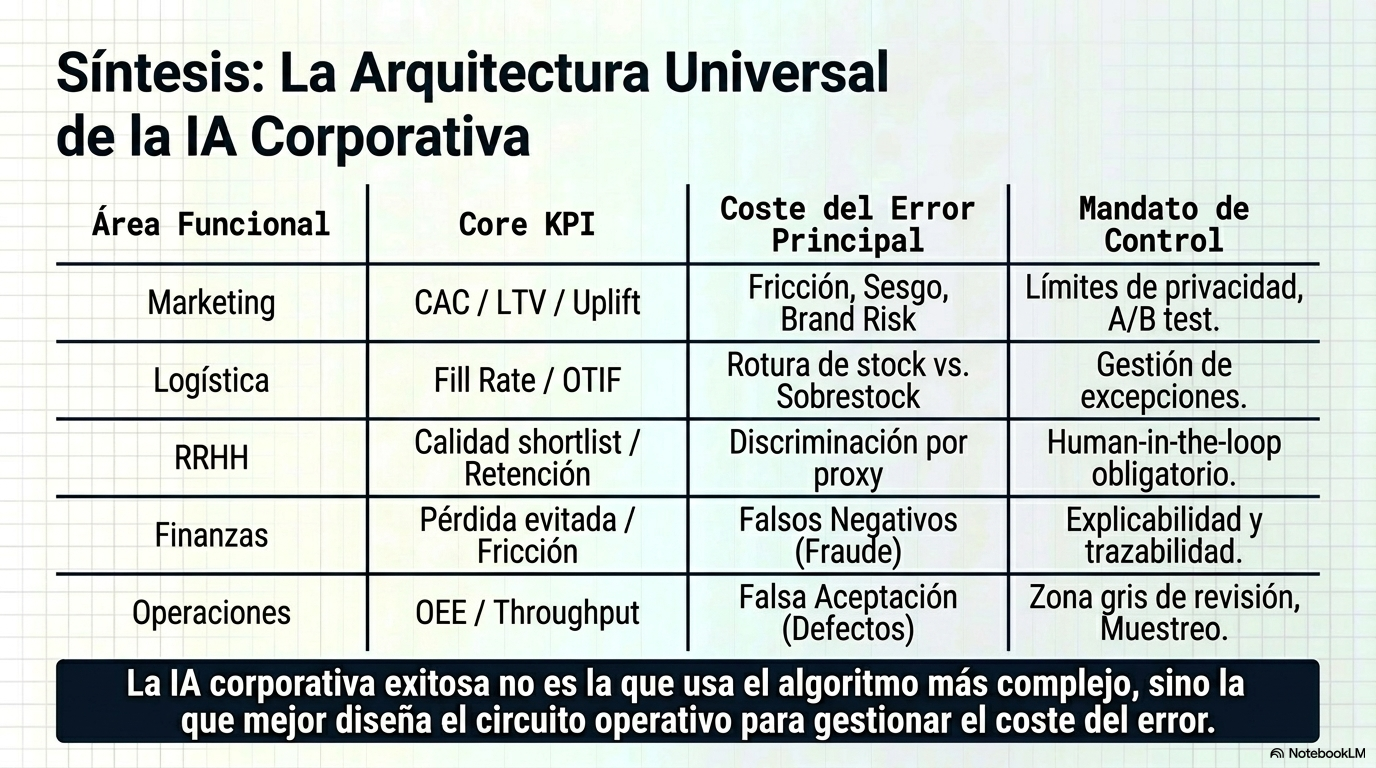 Síntesis: La Arquitectura Universal
de la IA Corporativa
Área Funcional
Core KPI
Coste del Error
Principal
Mandato de
Control
Marketing
CAC / LTV / Uplift
Fricción, Sesgo,
Brand Risk
Límites de privacidad,
A/B test.
Logística
Fill Rate / OTIF
Rotura de stock vs.
Sobrestock
Gestión de
excepciones.
RRHH
Calidad shortlist /
Retención
Discriminación por
proxy
Human-in-the-loop
obligatorio.
Finanzas
Pérdida evitada /
Fricción
Falsos Negativos
(Fraude)
Explicabilidad y
trazabilidad.
Operaciones
OEE / Throughput
Falsa Aceptación
(Defectos)
Zona gris de revisión,
Muestreo.
La IA corporativa exitosa no es la que usa el algoritmo más complejo, sino la
que mejor diseña el circuito operativo para gestionar el coste del error.
NotebookLM